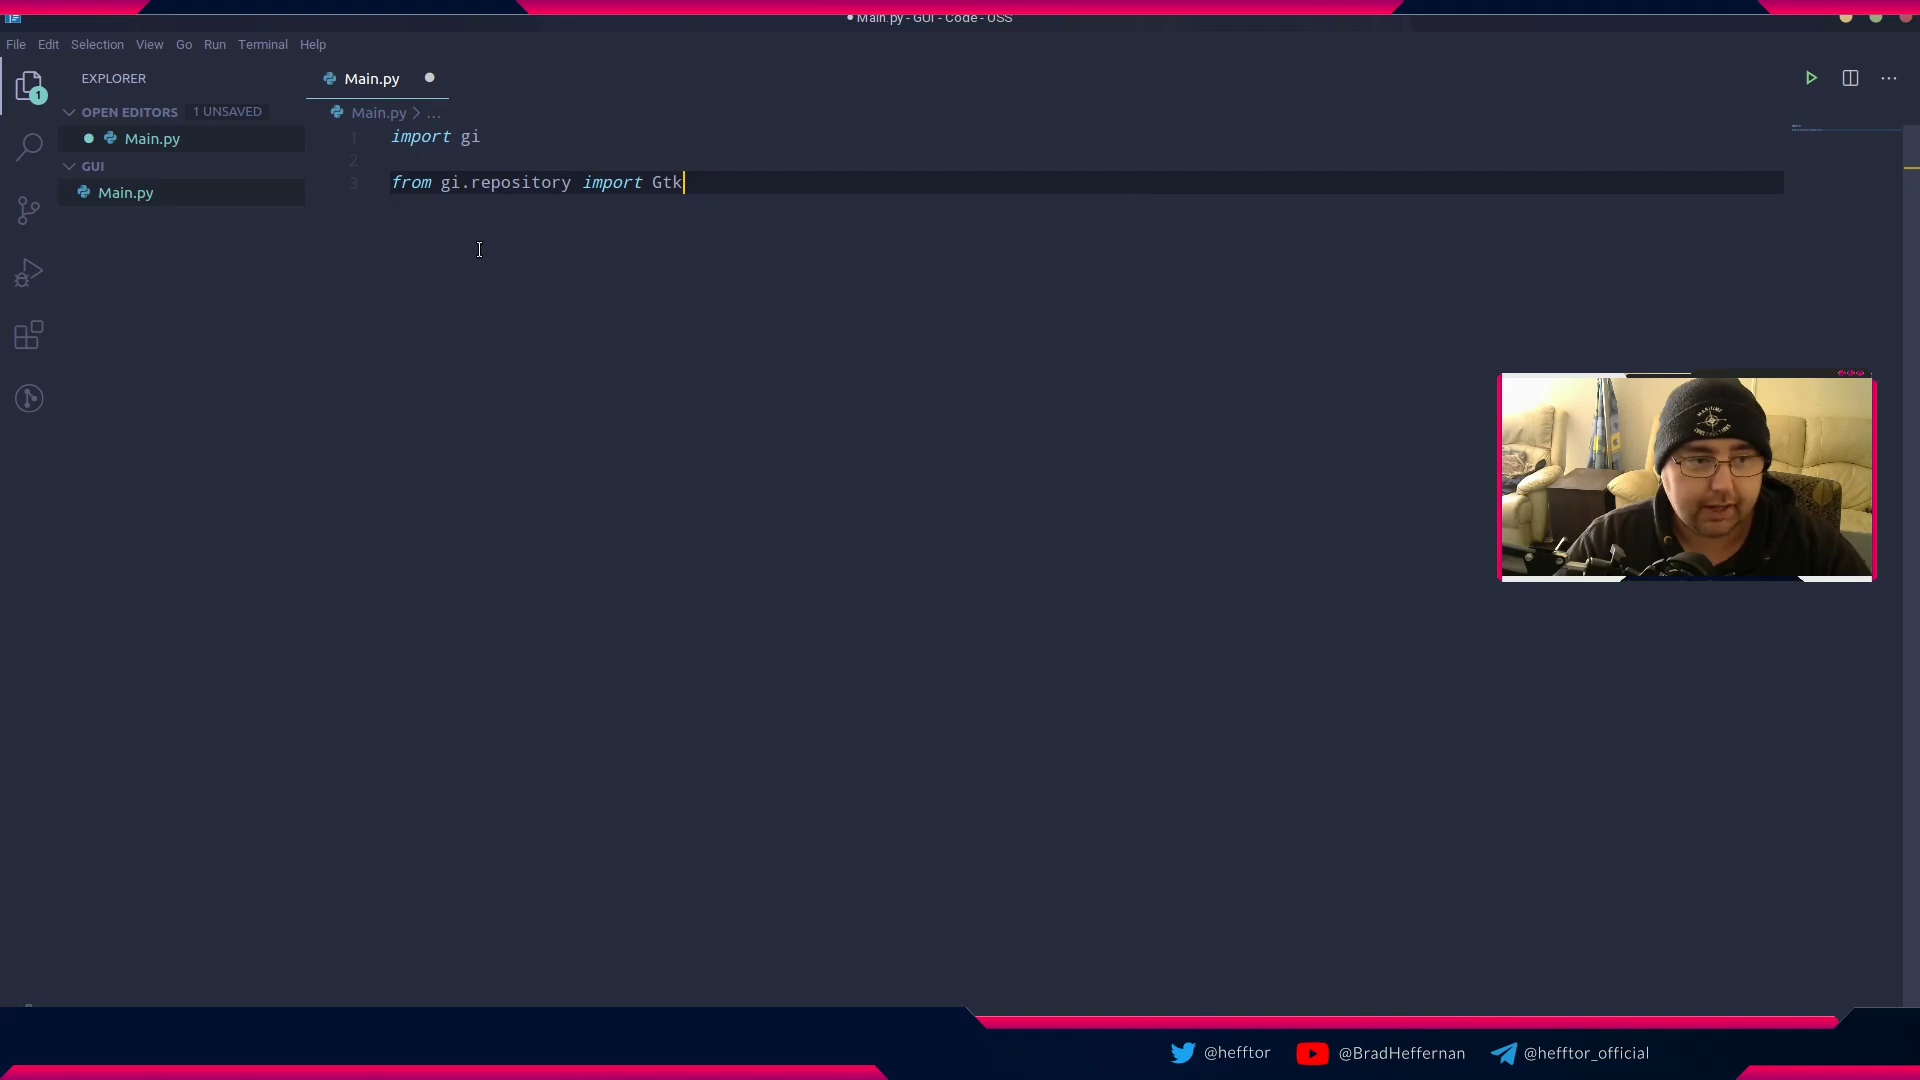 Main.py - GUI - Code - OSS
File Edit Selection View Go Run Terminal Help
EXPLORER
OPEN EDITORS 1 UNSAVED
Main.py
GUI
Main.py
1
Main.py
Main.py > ...
1 import gi
2
3 from gi.repository import Gtk
MARITIME
@hefftor
@BradHeffernan
@hefftor_official